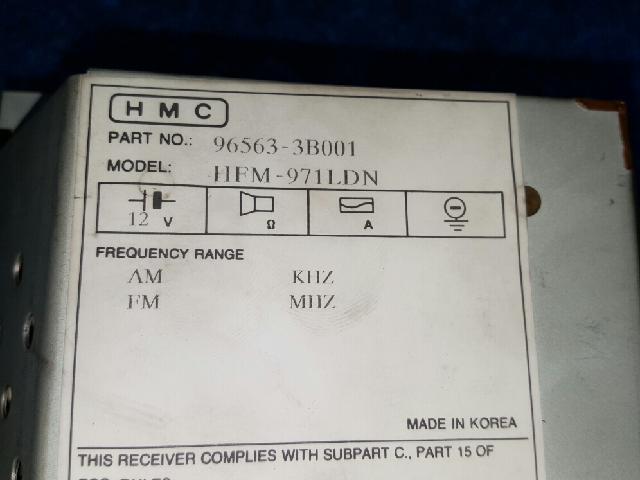 HMC
PART NO.: 96563-3B001
MODEL: HFM-971LDN
12 V Ω A
FREQUENCY RANGE
AM KHZ
FM MHZ
MADE IN KOREA
THIS RECEIVER COMPLIES WITH SUBPART C., PART 15 OF